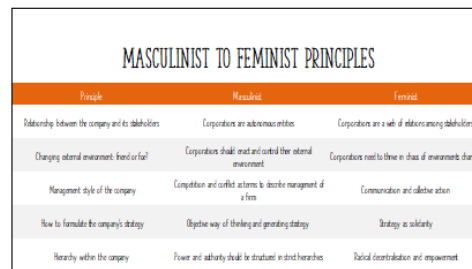 MASCULINIST TO FEMINIST PRINCIPLES
Principle Masculinist Feminist
Relationship between the company and its stakeholders Corporations are autonomous entities Corporations are a web of relations among stakeholders
Changing external environment: friend or foe? Corporations should enact and control their external environment Corporations need to thrive in chaos of environments
Management style of the company Competition and conflict as terms to describe management of a firm Communication and collective action
How to formulate the company's strategy Objective way of thinking and generating strategy Strategy as solidarity
Hierarchy within the company Power and authority should be structured in strict hierarchies Radical decentralisation and empowerment